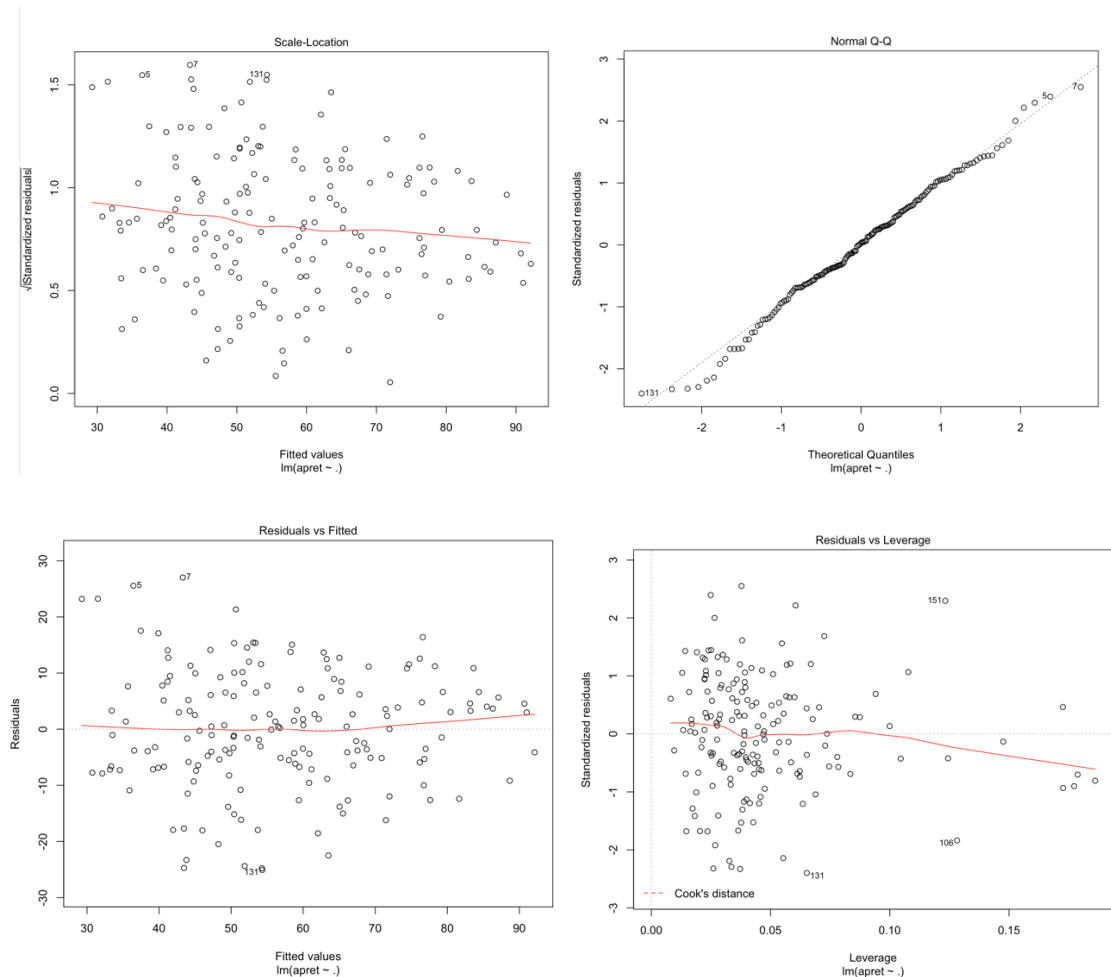 Scale-Location
5
7
131
1.5
1.0
0.5
0.0
√|Standardized residuals|
30 40 50 60 70 80 90
Fitted values
lm(apret ~ .)
Normal Q-Q
3
2
1
0
-1
-2
Standardized residuals
5
7
131
-2 -1 0 1 2
Theoretical Quantiles
lm(apret ~ .)
Residuals vs Fitted
30
20
10
0
-10
-20
-30
Residuals
5
7
131
30 40 50 60 70 80 90
Fitted values
lm(apret ~ .)
Residuals vs Leverage
3
2
1
0
-1
-2
-3
Standardized residuals
151
106
131
Cook's distance
0.00 0.05 0.10 0.15
Leverage
lm(apret ~ .)